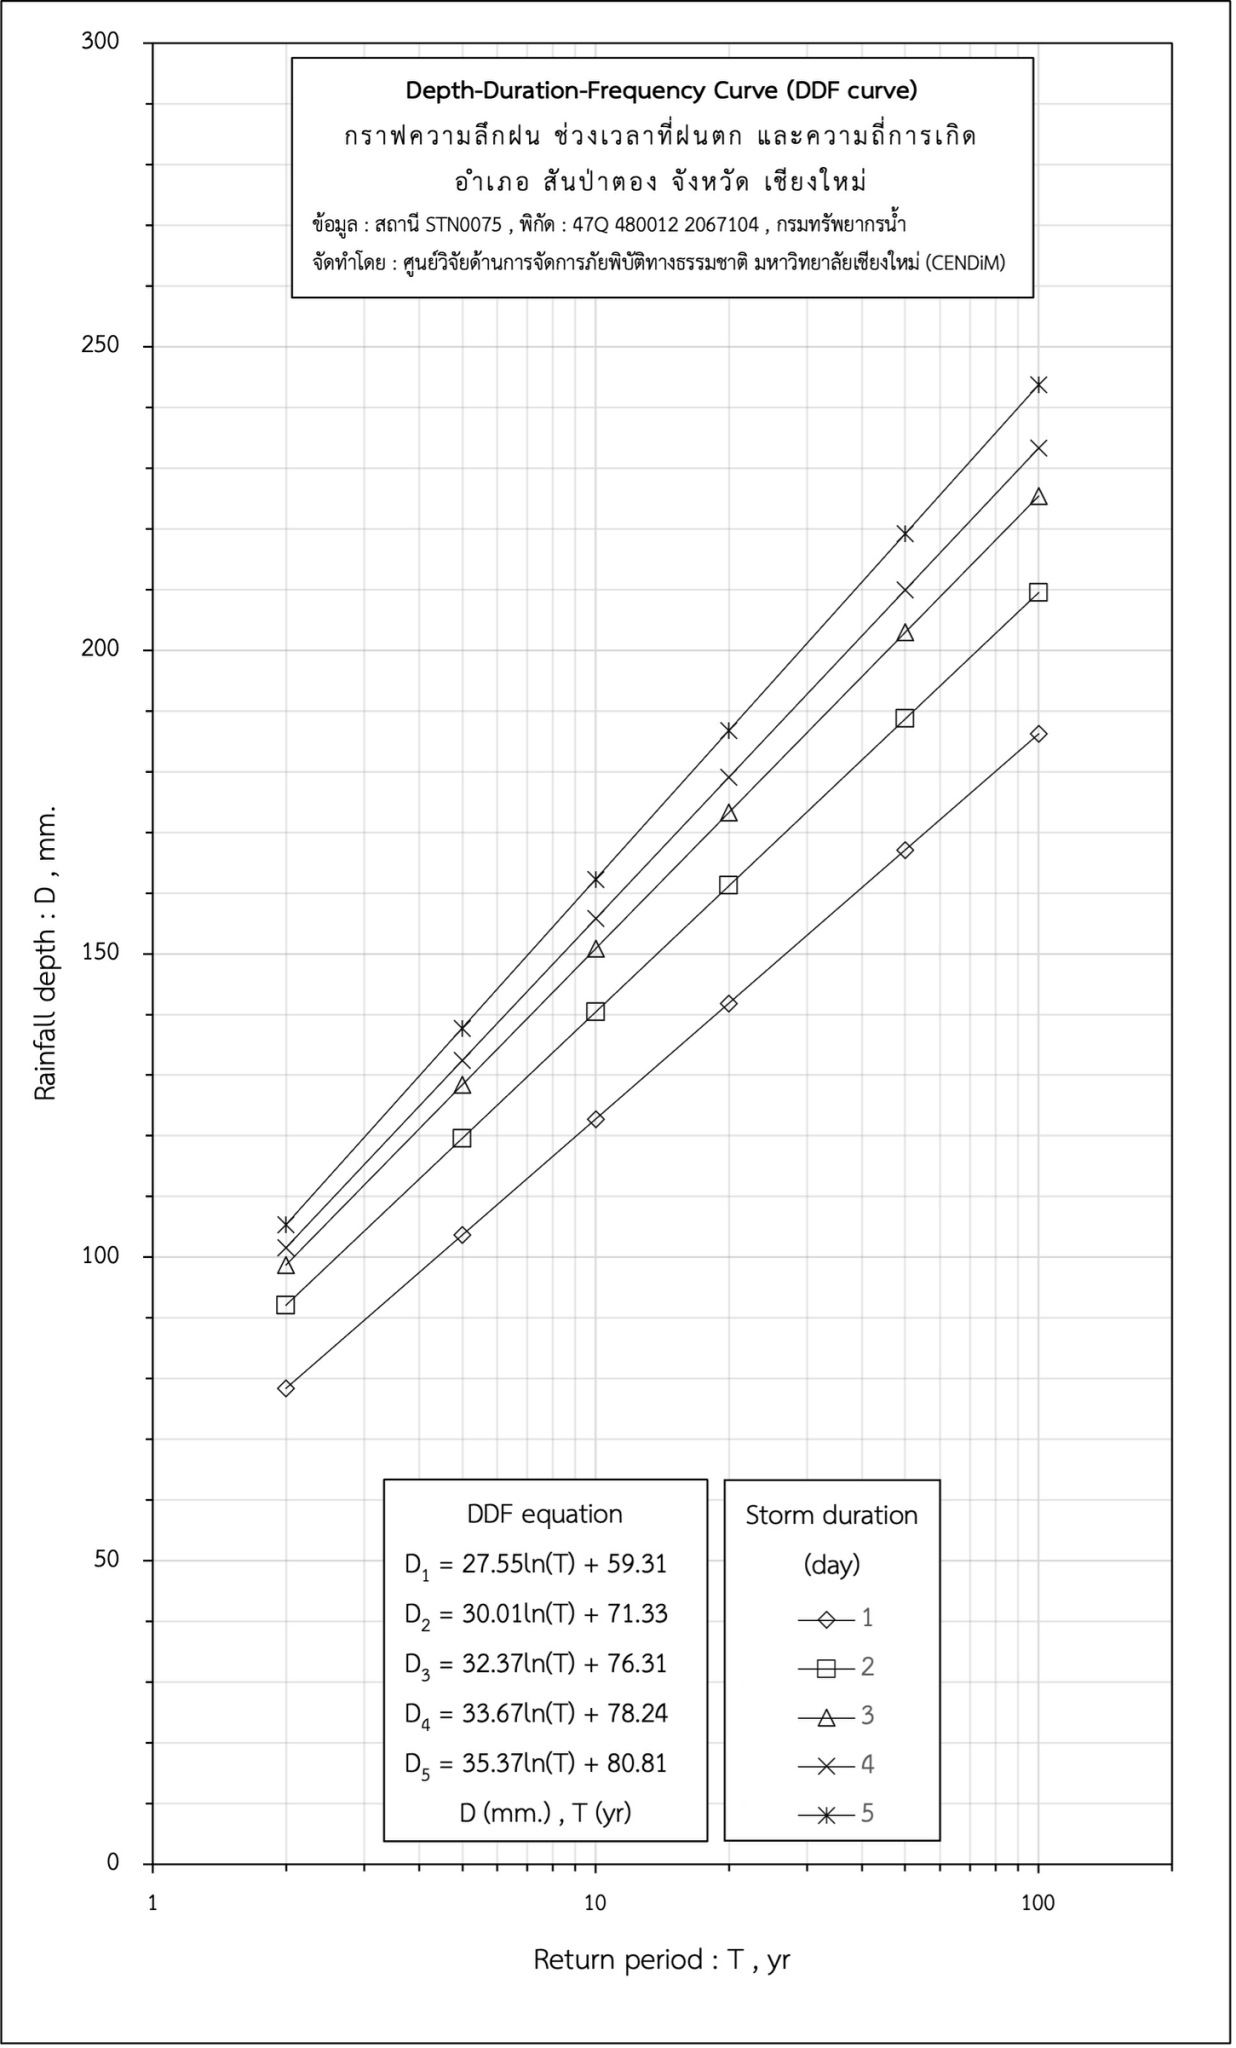 Depth-Duration-Frequency Curve (DDF curve)
กราฟความลึกฝน ช่วงเวลาที่ฝนตก และความถี่การเกิด
อำเภอ สันป่าตอง จังหวัด เชียงใหม่
ข้อมูล : สถานี STN0075 , พิกัด : 47Q 480012 2067104 , กรมทรัพยากรน้ำ
จัดทำโดย : ศูนย์วิจัยด้านการจัดการภัยพิบัติทางธรรมชาติ มหาวิทยาลัยเชียงใหม่ (CENDiM)
300
250
200
150
100
50
0
Rainfall depth : D , mm.
DDF equation
D1 = 27.55ln(T) + 59.31
D2 = 30.01ln(T) + 71.33
D3 = 32.37ln(T) + 76.31
D4 = 33.67ln(T) + 78.24
D5 = 35.37ln(T) + 80.81
D (mm.) , T (yr)
Storm duration
(day)
1
2
3
4
5
1
10
100
Return period : T , yr